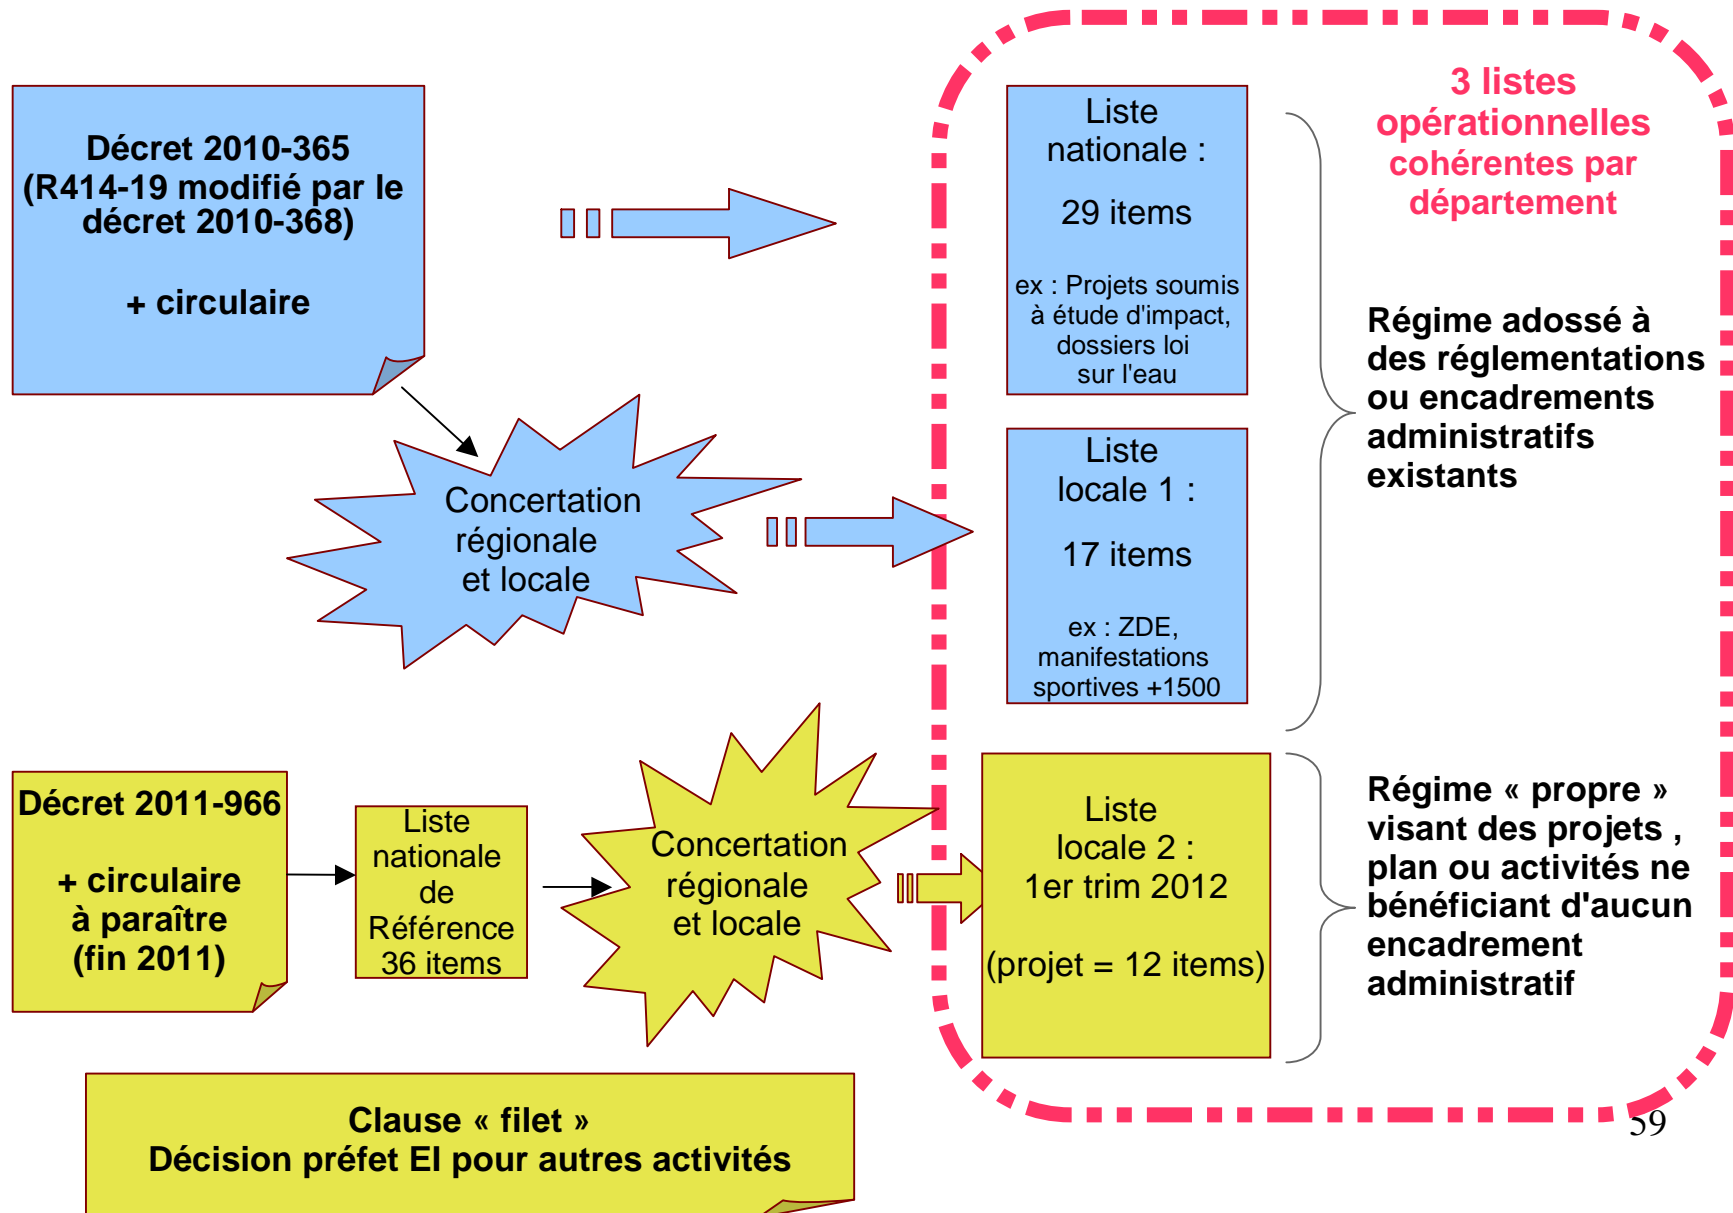 Décret 2010-365
(R414-19 modifié par le
décret 2010-368)
+ circulaire
Concertation
régionale
et locale
Liste
nationale :
29 items
ex : Projets soumis
à étude d'impact,
dossiers loi
sur l'eau
Liste
locale 1 :
17 items
ex : ZDE,
manifestations
sportives +1500
3 listes
opérationnelles
cohérentes par
département
Régime adossé à
des réglementations
ou encadrements
administratifs
existants
Décret 2011-966
+ circulaire
à paraître
(fin 2011)
Liste
nationale
de
Référence
36 items
Concertation
régionale
et locale
Liste
locale 2 :
1er trim 2012
(projet = 12 items)
Régime « propre »
visant des projets ,
plan ou activités ne
bénéficiant d'aucun
encadrement
administratif
Clause « filet »
Décision préfet EI pour autres activités
59